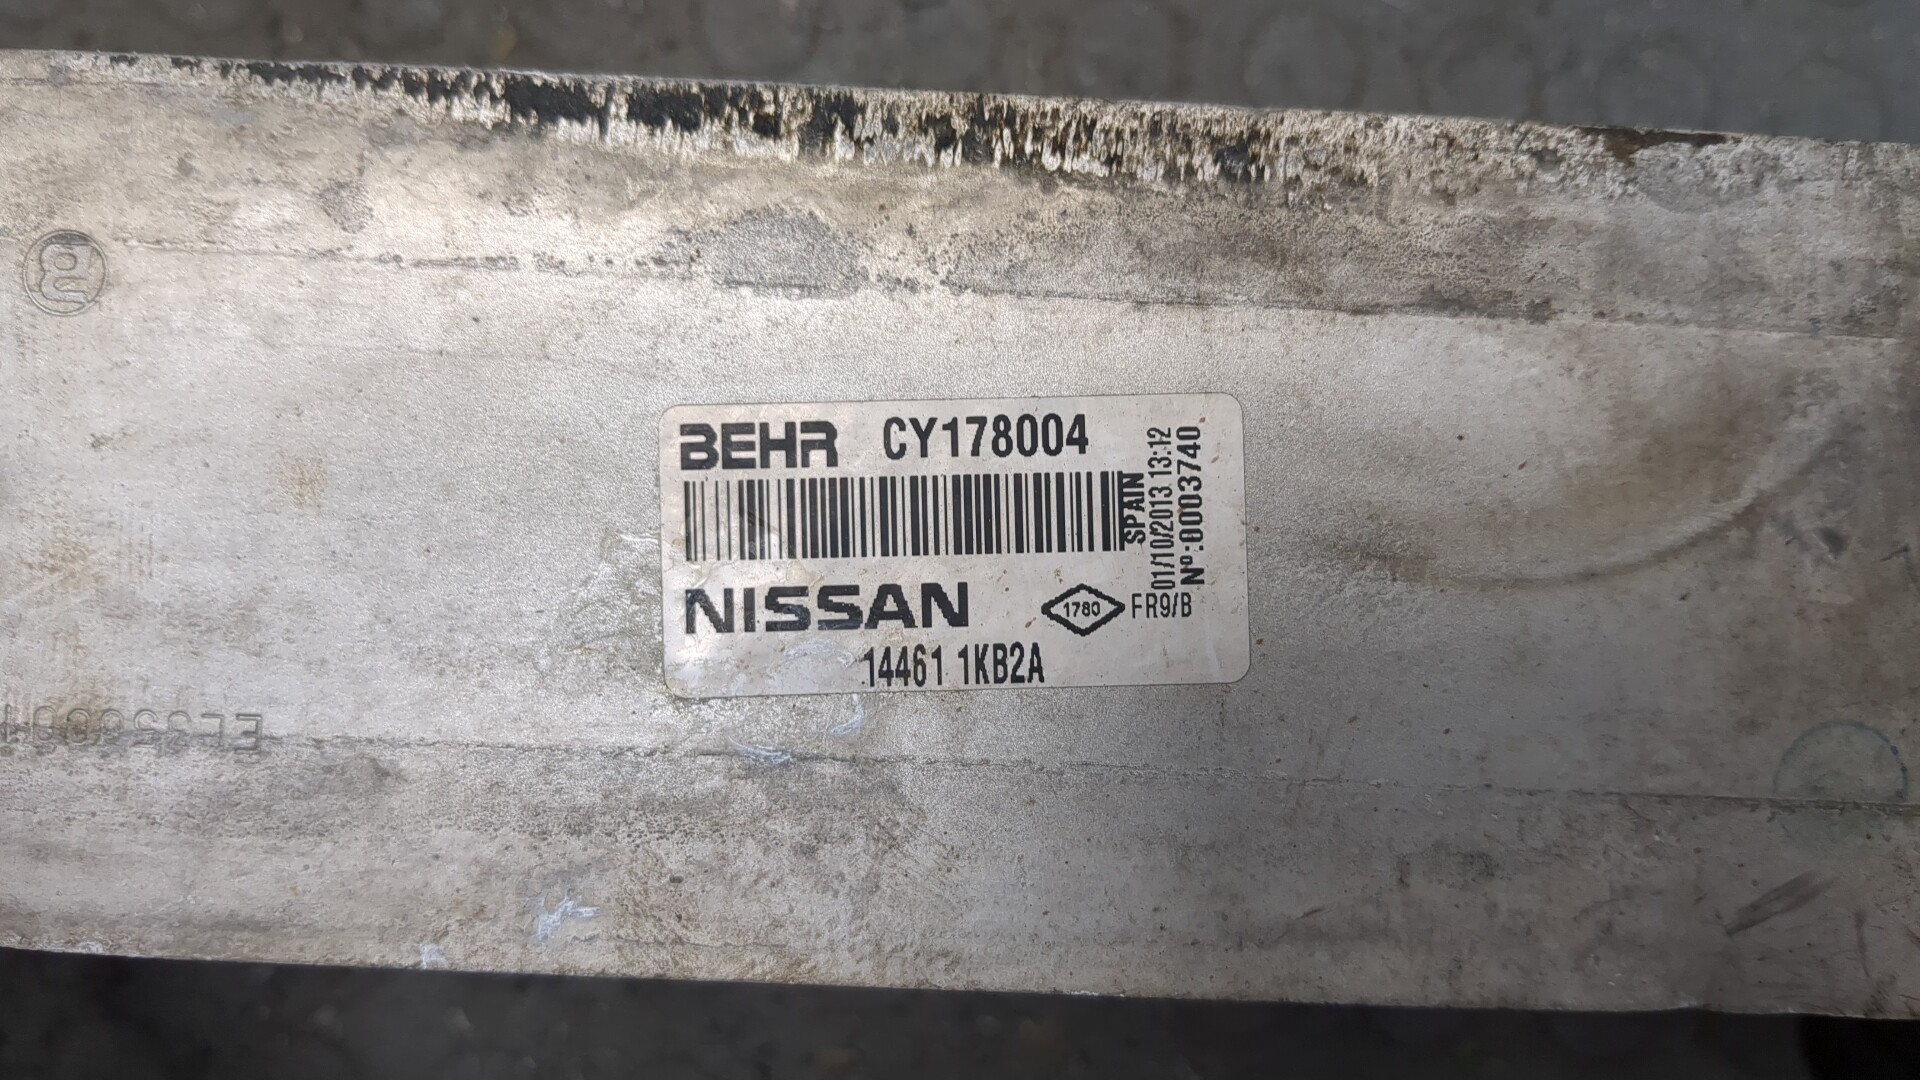 BEHR CY178004
SPAIN
01/10/2013 13:12
Nº:0003740
NISSAN
1780
FR9/B
14461 1KB2A